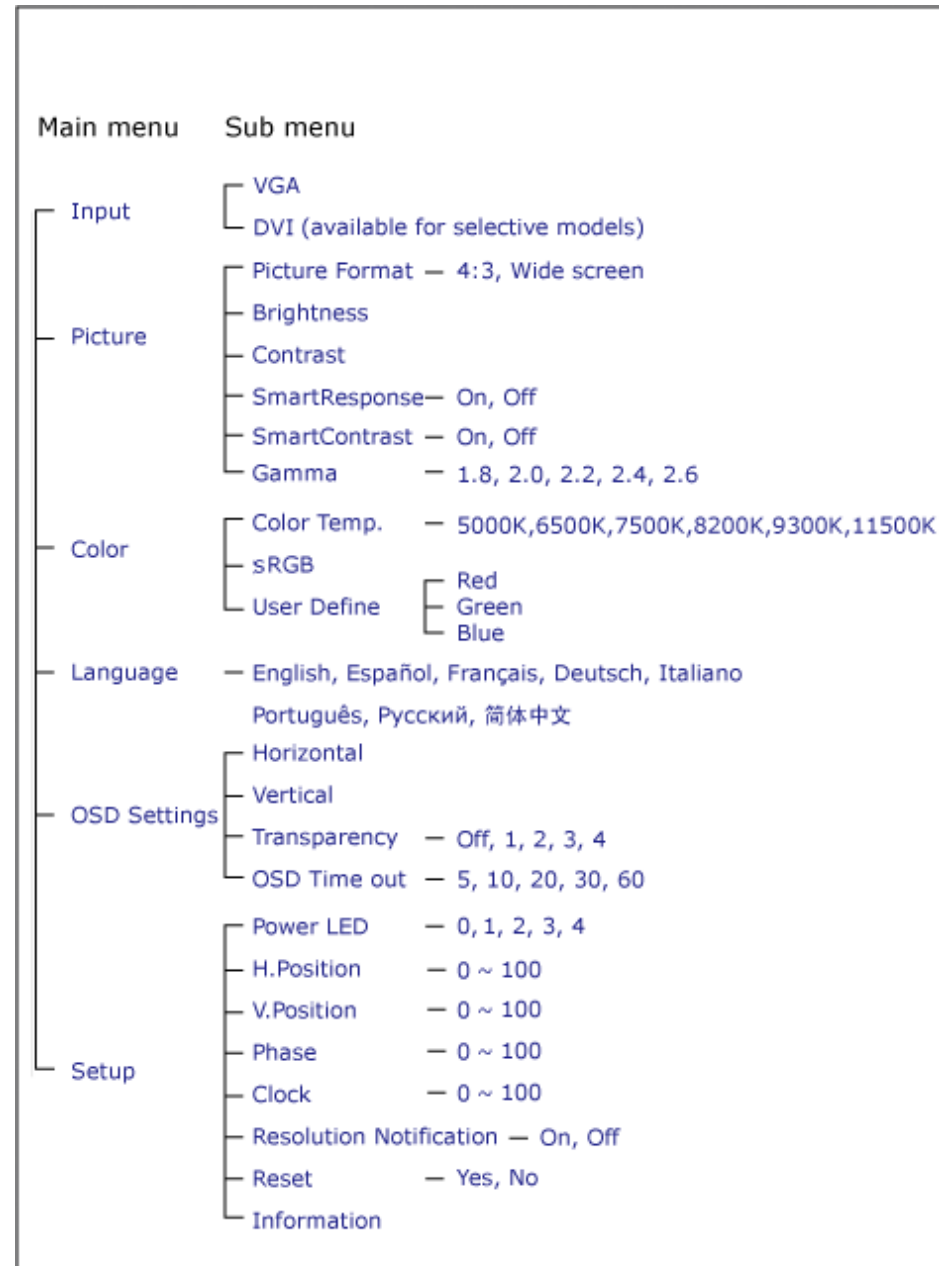 Main menu Sub menu
VGA
Input
DVI (available for selective models)
Picture Format — 4:3, Wide screen
Brightness
Picture
Contrast
SmartResponse— On, Off
SmartContrast — On, Off
Gamma — 1.8, 2.0, 2.2, 2.4, 2.6
Color Temp. — 5000K,6500K,7500K,8200K,9300K,11500K
Color
sRGB
Red
User Define Green
Blue
Language — English, Español, Français, Deutsch, Italiano
Português, Русский, 简体中文
Horizontal
Vertical
OSD Settings
Transparency — Off, 1, 2, 3, 4
OSD Time out — 5, 10, 20, 30, 60
Power LED — 0, 1, 2, 3, 4
H.Position — 0 ~ 100
V.Position — 0 ~ 100
Phase — 0 ~ 100
Setup
Clock — 0 ~ 100
Resolution Notification — On, Off
Reset — Yes, No
Information